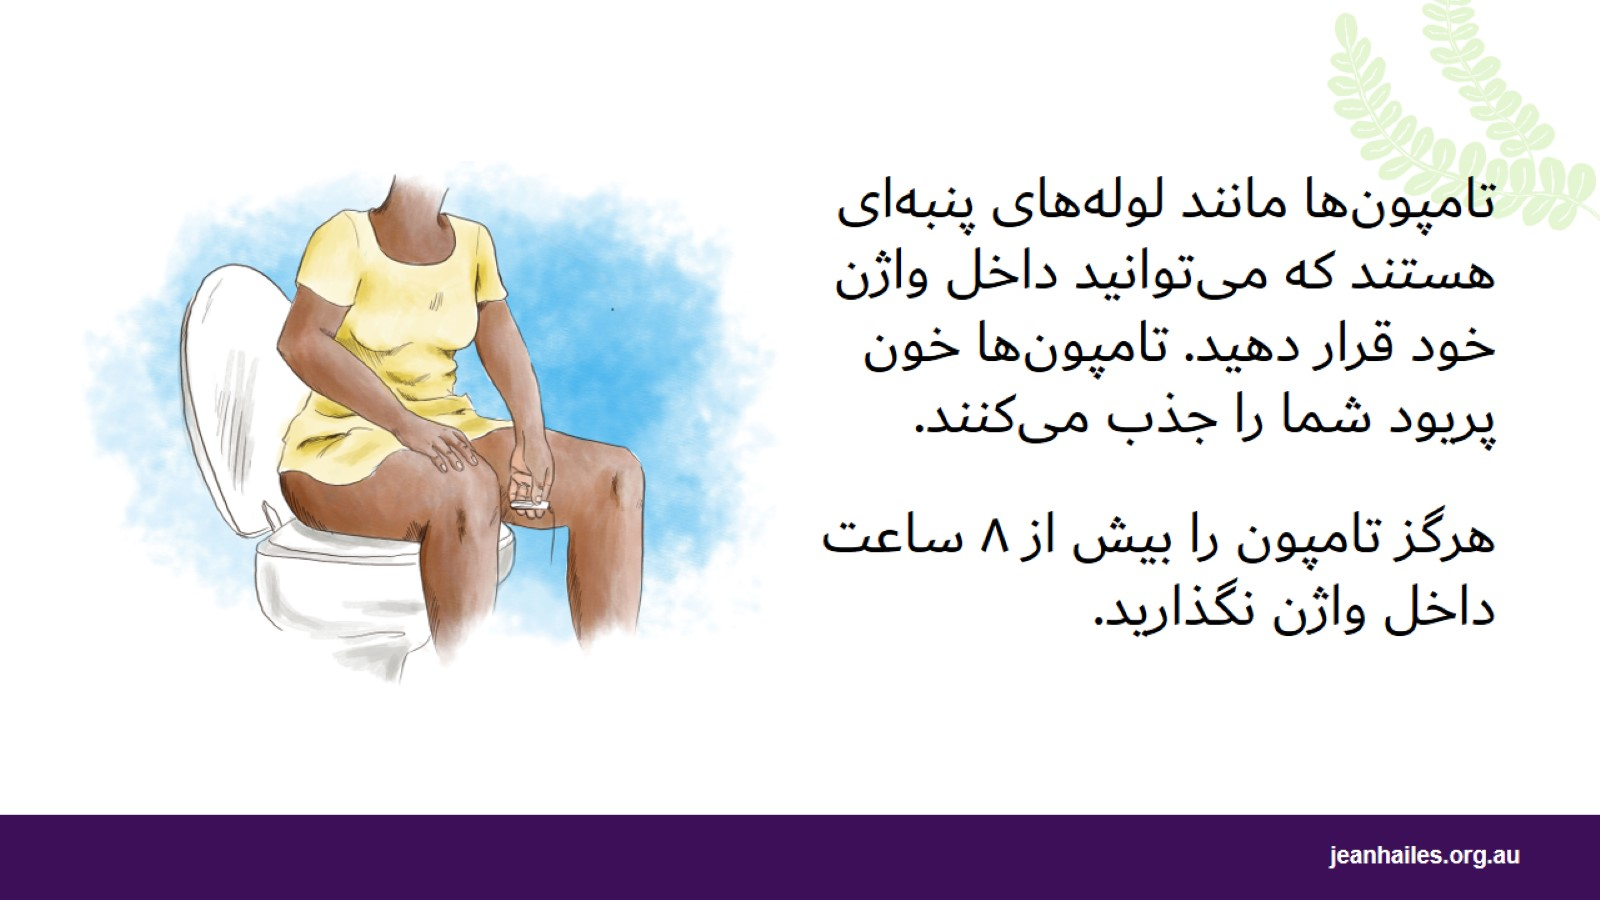 تامپون‌ها مانند لوله‌های پنبه‌ای
هستند که می‌توانید داخل واژن
خود قرار دهید. تامپون‌ها خون
پریود شما را جذب می‌کنند.
هرگز تامپون را بیش از ۸ ساعت
داخل واژن نگذارید.
jeanhailes.org.au